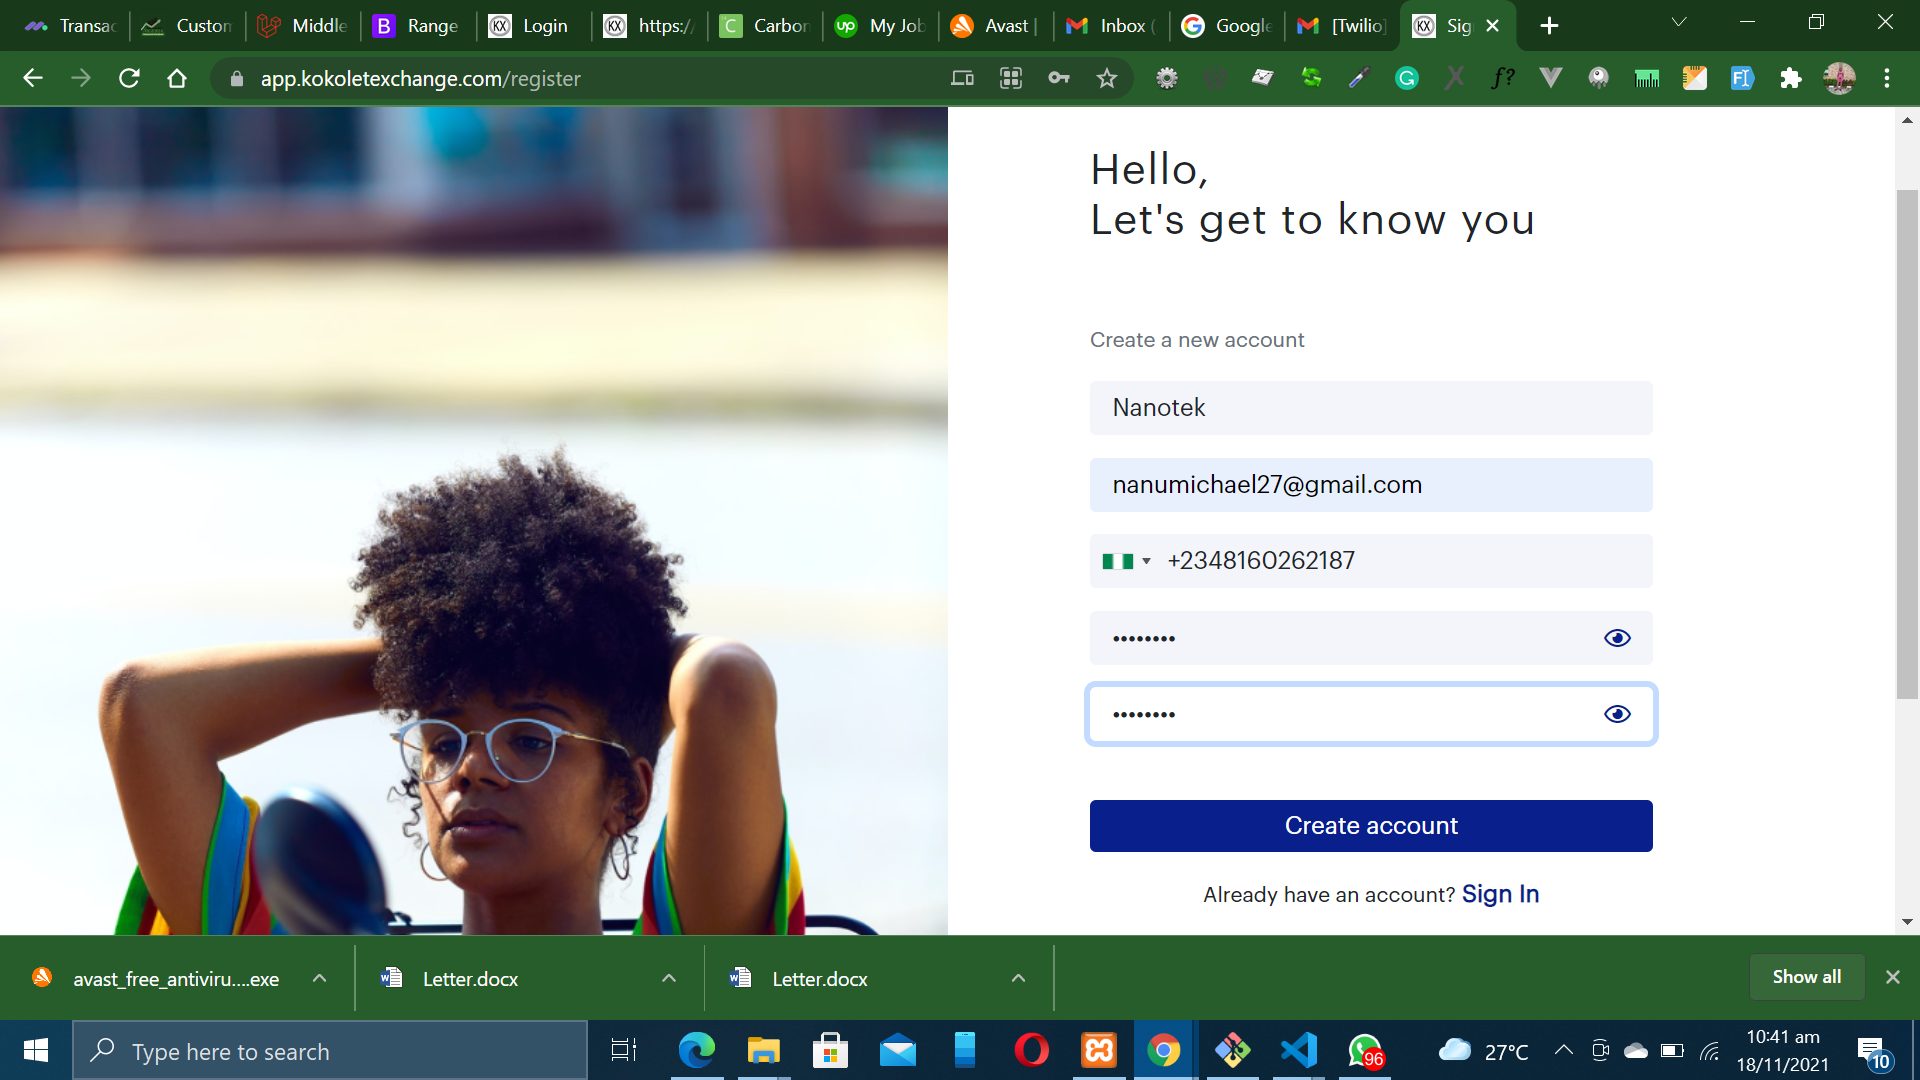 Transac
Custom
Middle
B
Range
KX
Login
KX
https:/
C
Carbon
up
My Job
Avast |
Inbox (
Google
[Twilio]
KX
Sig
app.kokoletexchange.com/register
Hello,
Let's get to know you
Create a new account
Nanotek
nanumichael27@gmail.com
+2348160262187
••••••••
••••••••
Create account
Already have an account? Sign In
avast_free_antiviru....exe
Letter.docx
Letter.docx
Show all
Type here to search
96
27°C
10:41 am
18/11/2021
10